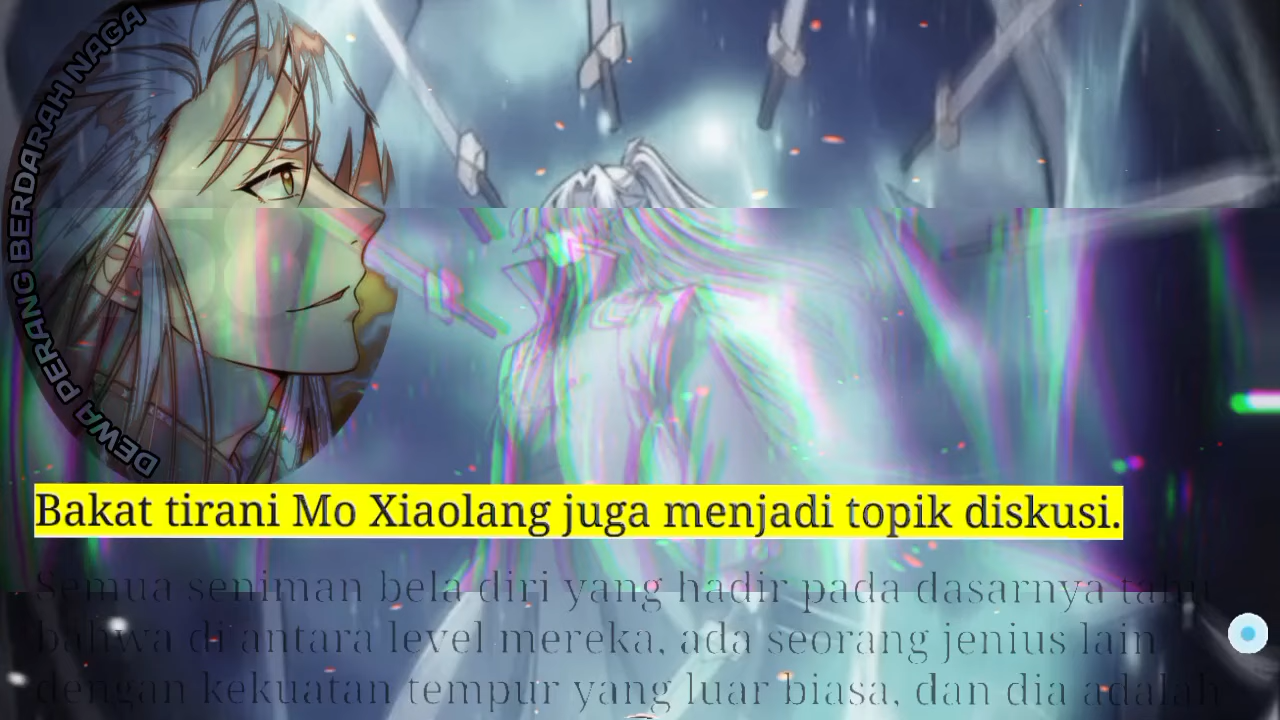 DEWA PERANG BERDARAH NAGA
Bakat tirani Mo Xiaolang juga menjadi topik diskusi.
Semua seniman bela diri yang hadir pada dasarnya tahu
bahwa di antara level mereka, ada seorang jenius lain
dengan kekuatan tempur yang luar biasa, dan dia adalah